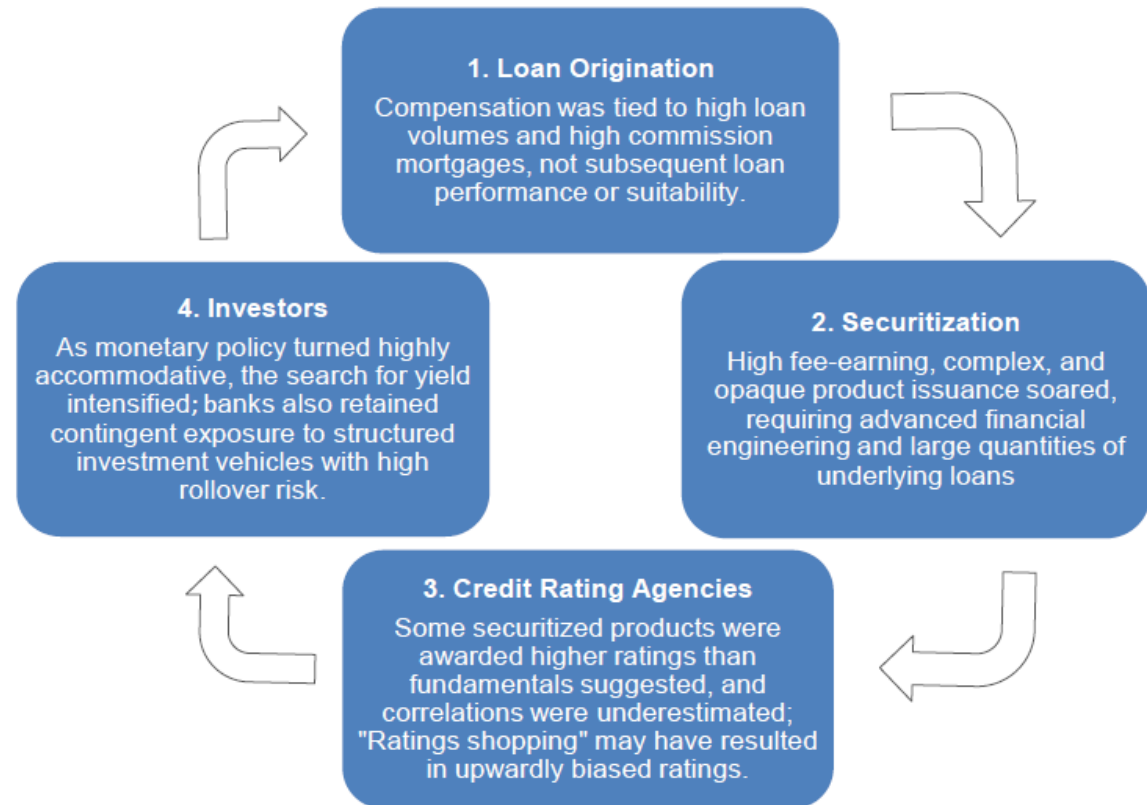 1. Loan Origination
Compensation was tied to high loan
volumes and high commission
mortgages, not subsequent loan
performance or suitability.
2. Securitization
High fee-earning, complex, and
opaque product issuance soared,
requiring advanced financial
engineering and large quantities of
underlying loans
3. Credit Rating Agencies
Some securitized products were
awarded higher ratings than
fundamentals suggested, and
correlations were underestimated;
"Ratings shopping" may have resulted
in upwardly biased ratings.
4. Investors
As monetary policy turned highly
accommodative, the search for yield
intensified; banks also retained
contingent exposure to structured
investment vehicles with high
rollover risk.